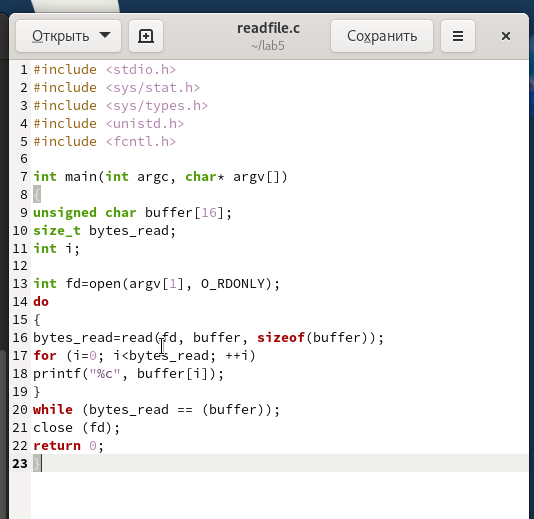 Открыть
readfile.c
~/lab5
Сохранить
1 #include <stdio.h>
2 #include <sys/stat.h>
3 #include <sys/types.h>
4 #include <unistd.h>
5 #include <fcntl.h>
6
7 int main(int argc, char* argv[])
8 {
9 unsigned char buffer[16];
10 size_t bytes_read;
11 int i;
12
13 int fd=open(argv[1], O_RDONLY);
14 do
15 {
16 bytes_read=read(fd, buffer, sizeof(buffer));
17 for (i=0; i<bytes_read; ++i)
18 printf("%c", buffer[i]);
19 }
20 while (bytes_read == (buffer));
21 close (fd);
22 return 0;
23 }